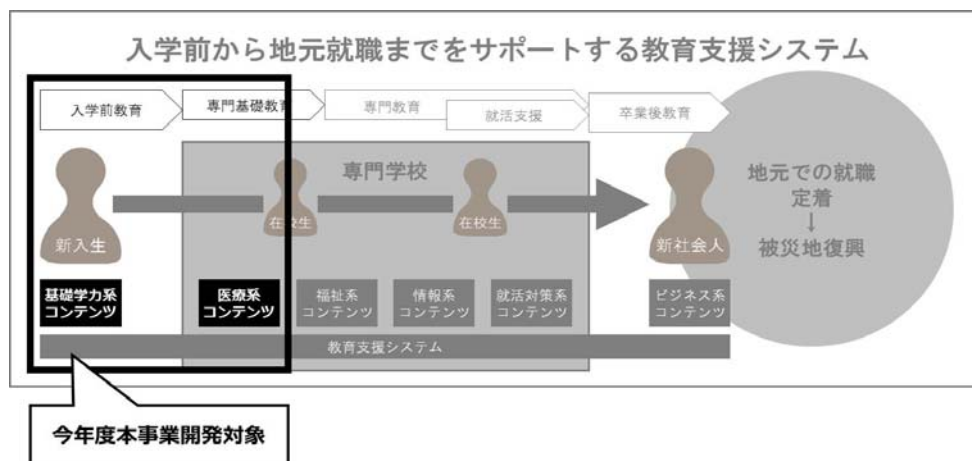 入学前から地元就職までをサポートする教育支援システム
入学前教育
専門基礎教育
専門教育
就活支援
卒業後教育
専門学校
新入生
在校生
在校生
新社会人
地元での就職
定着
↓
被災地復興
基礎学力系
コンテンツ
医療系
コンテンツ
福祉系
コンテンツ
情報系
コンテンツ
就活対策系
コンテンツ
ビジネス系
コンテンツ
教育支援システム
今年度本事業開発対象